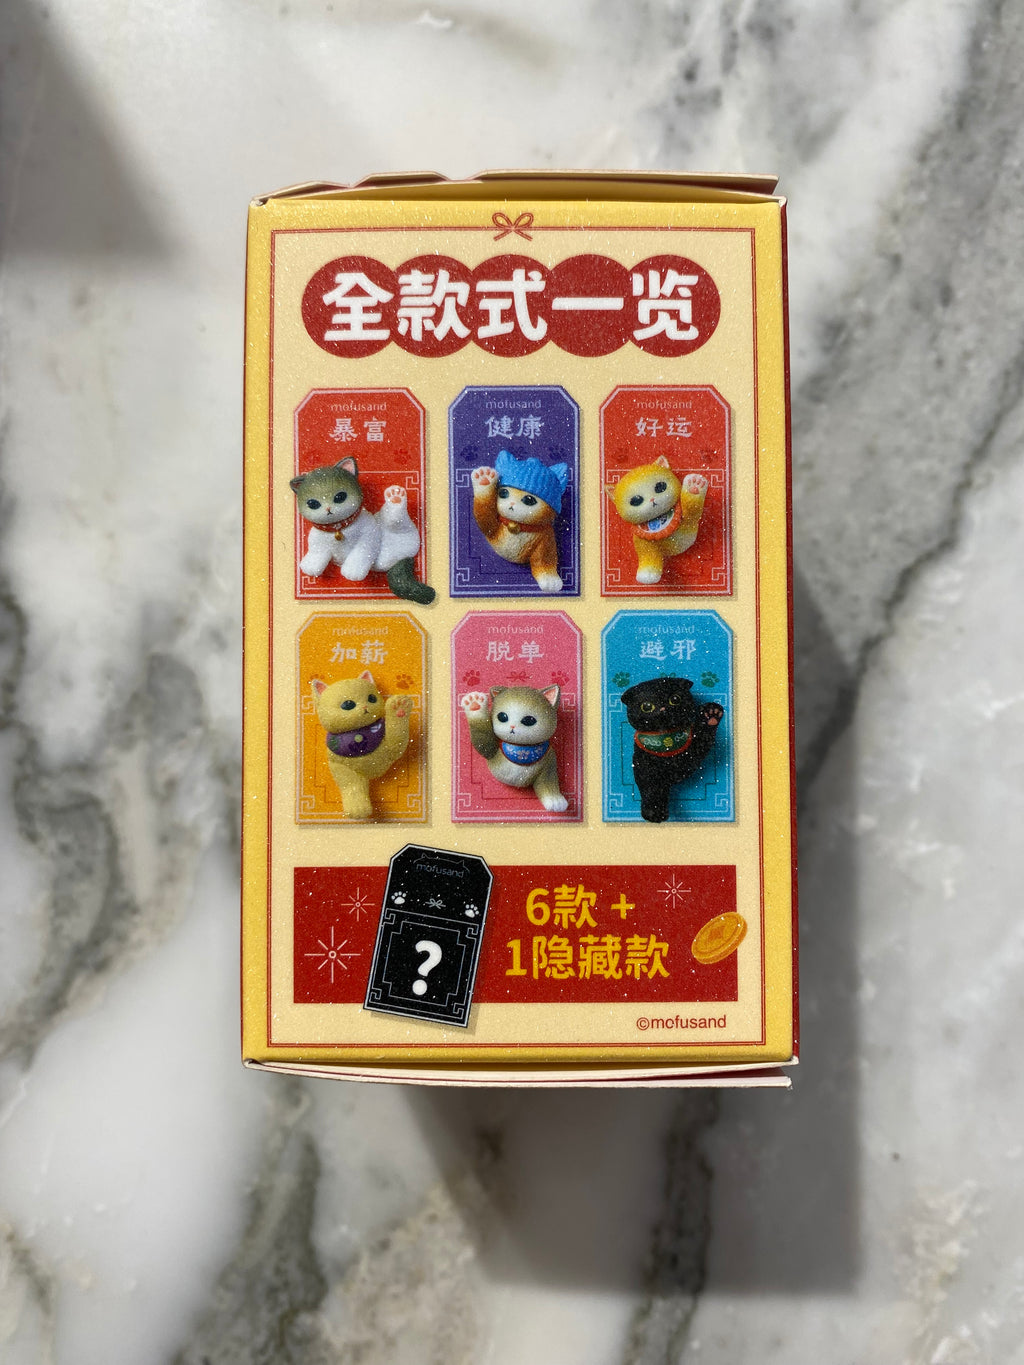 全款式一览
mofusand
暴富
mofusand
健康
mofusand
好运
mofusand
加薪
mofusand
脱单
mofusand
避邪
mofusand
?
6款 +
1隐藏款
©mofusand